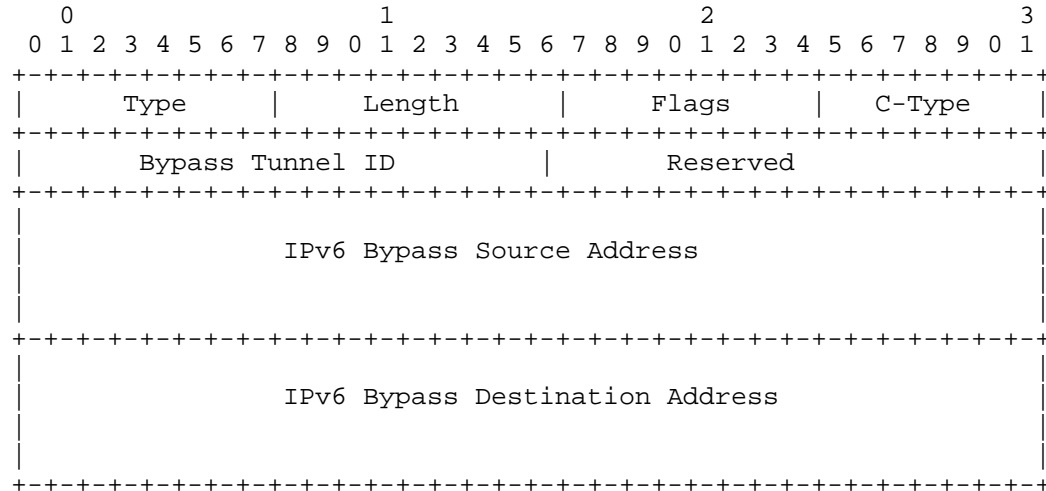 0                   1                   2                   3
0 1 2 3 4 5 6 7 8 9 0 1 2 3 4 5 6 7 8 9 0 1 2 3 4 5 6 7 8 9 0 1
+-+-+-+-+-+-+-+-+-+-+-+-+-+-+-+-+-+-+-+-+-+-+-+-+-+-+-+-+-+-+-+-+
|      Type     |     Length      |     Flags     |   C-Type    |
+-+-+-+-+-+-+-+-+-+-+-+-+-+-+-+-+-+-+-+-+-+-+-+-+-+-+-+-+-+-+-+-+
|       Bypass Tunnel ID         |       Reserved               |
+-+-+-+-+-+-+-+-+-+-+-+-+-+-+-+-+-+-+-+-+-+-+-+-+-+-+-+-+-+-+-+-+
|                                                               |
|                IPv6 Bypass Source Address                     |
|                                                               |
|                                                               |
+-+-+-+-+-+-+-+-+-+-+-+-+-+-+-+-+-+-+-+-+-+-+-+-+-+-+-+-+-+-+-+-+
|                                                               |
|                IPv6 Bypass Destination Address                |
|                                                               |
|                                                               |
+-+-+-+-+-+-+-+-+-+-+-+-+-+-+-+-+-+-+-+-+-+-+-+-+-+-+-+-+-+-+-+-+